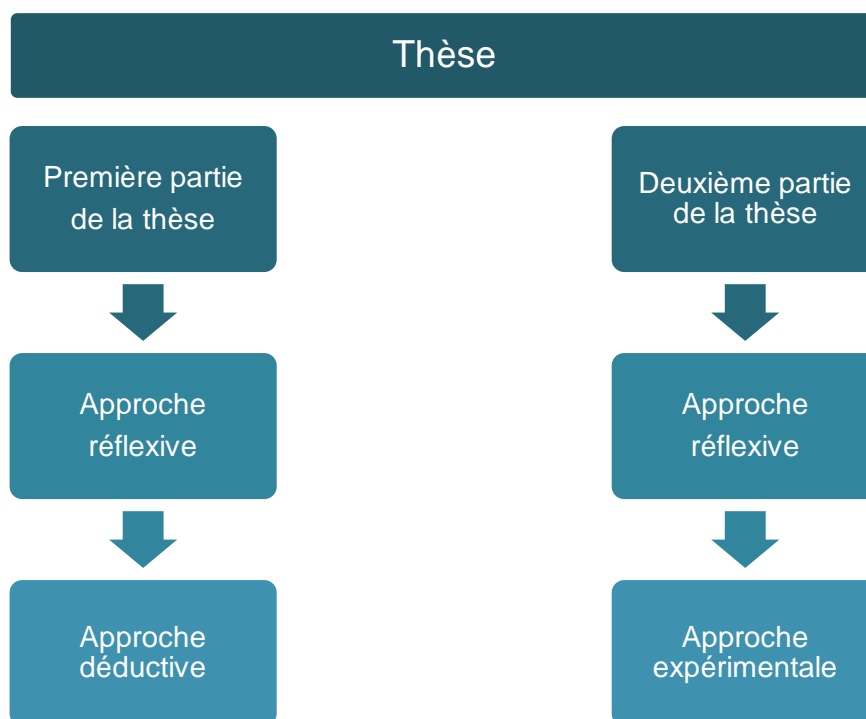 Thèse
Première partie
de la thèse
Approche
réflexive
Approche
déductive
Deuxième partie
de la thèse
Approche
réflexive
Approche
expérimentale